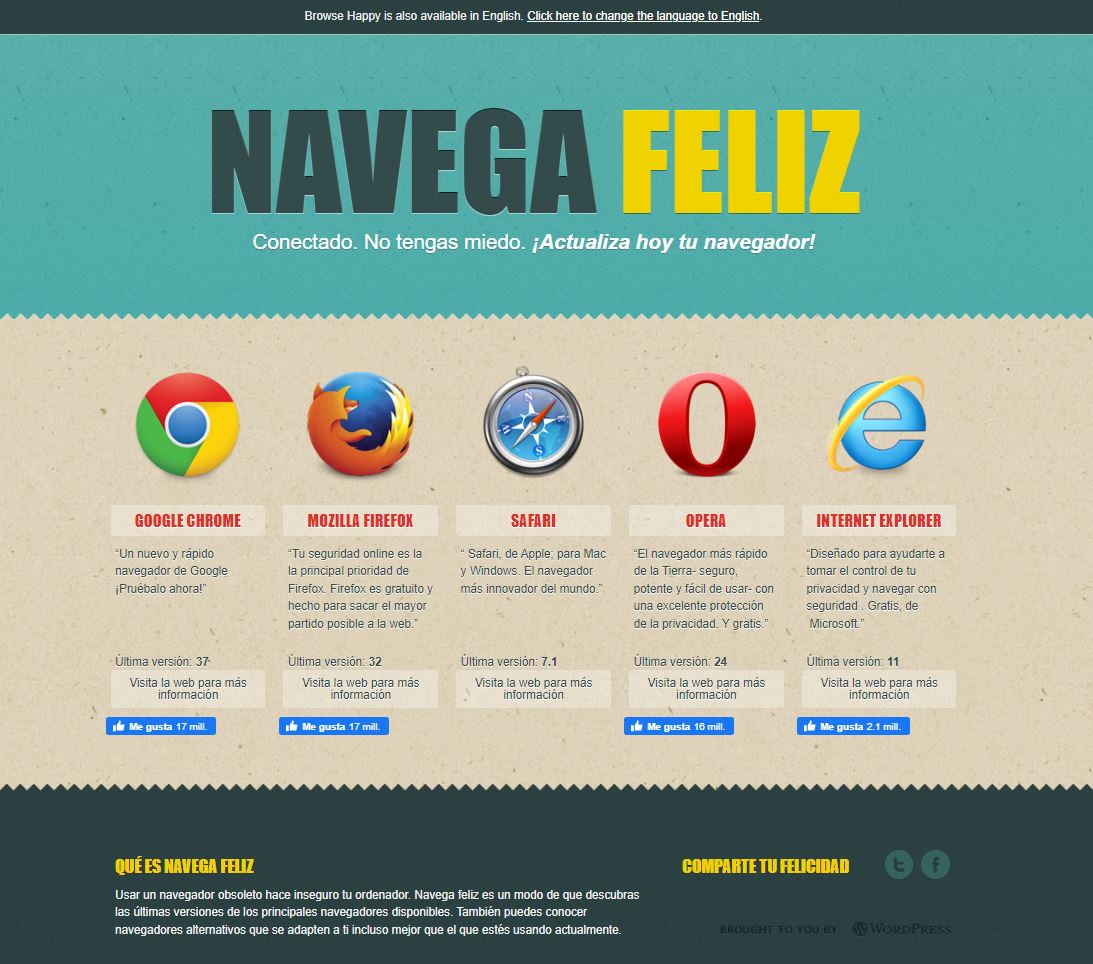 Browse Happy is also available in English. Click here to change the language to English.
NAVEGA FELIZ
Conectado. No tengas miedo. ¡Actualiza hoy tu navegador!
GOOGLE CHROME
“Un nuevo y rápido
navegador de Google
¡Pruébalo ahora!”
Última versión: 37
Visita la web para más
información
Me gusta 17 mill.
MOZILLA FIREFOX
“Tu seguridad online es la
la principal prioridad de
Firefox. Firefox es gratuito y
hecho para sacar el mayor
partido posible a la web.”
Última versión: 32
Visita la web para más
información
Me gusta 17 mill.
N
E
S
W
SAFARI
“ Safari, de Apple; para Mac
y Windows. El navegador
más innovador del mundo.”
Última versión: 7.1
Visita la web para más
información
OPERA
“El navegador más rápido
de la Tierra- seguro,
potente y fácil de usar- con
una excelente protección
de la privacidad. Y gratis.”
Última versión: 24
Visita la web para más
información
Me gusta 16 mill.
INTERNET EXPLORER
“Diseñado para ayudarte a
tomar el control de tu
privacidad y navegar con
seguridad . Gratis, de
Microsoft.”
Última versión: 11
Visita la web para más
información
Me gusta 2.1 mill.
QUÉ ES NAVEGA FELIZ
Usar un navegador obsoleto hace inseguro tu ordenador. Navega feliz es un modo de que descubras
las últimas versiones de los principales navegadores disponibles. También puedes conocer
navegadores alternativos que se adapten a ti incluso mejor que el que estés usando actualmente.
COMPARTE TU FELICIDAD
BROUGHT TO YOU BY WORDPRESS